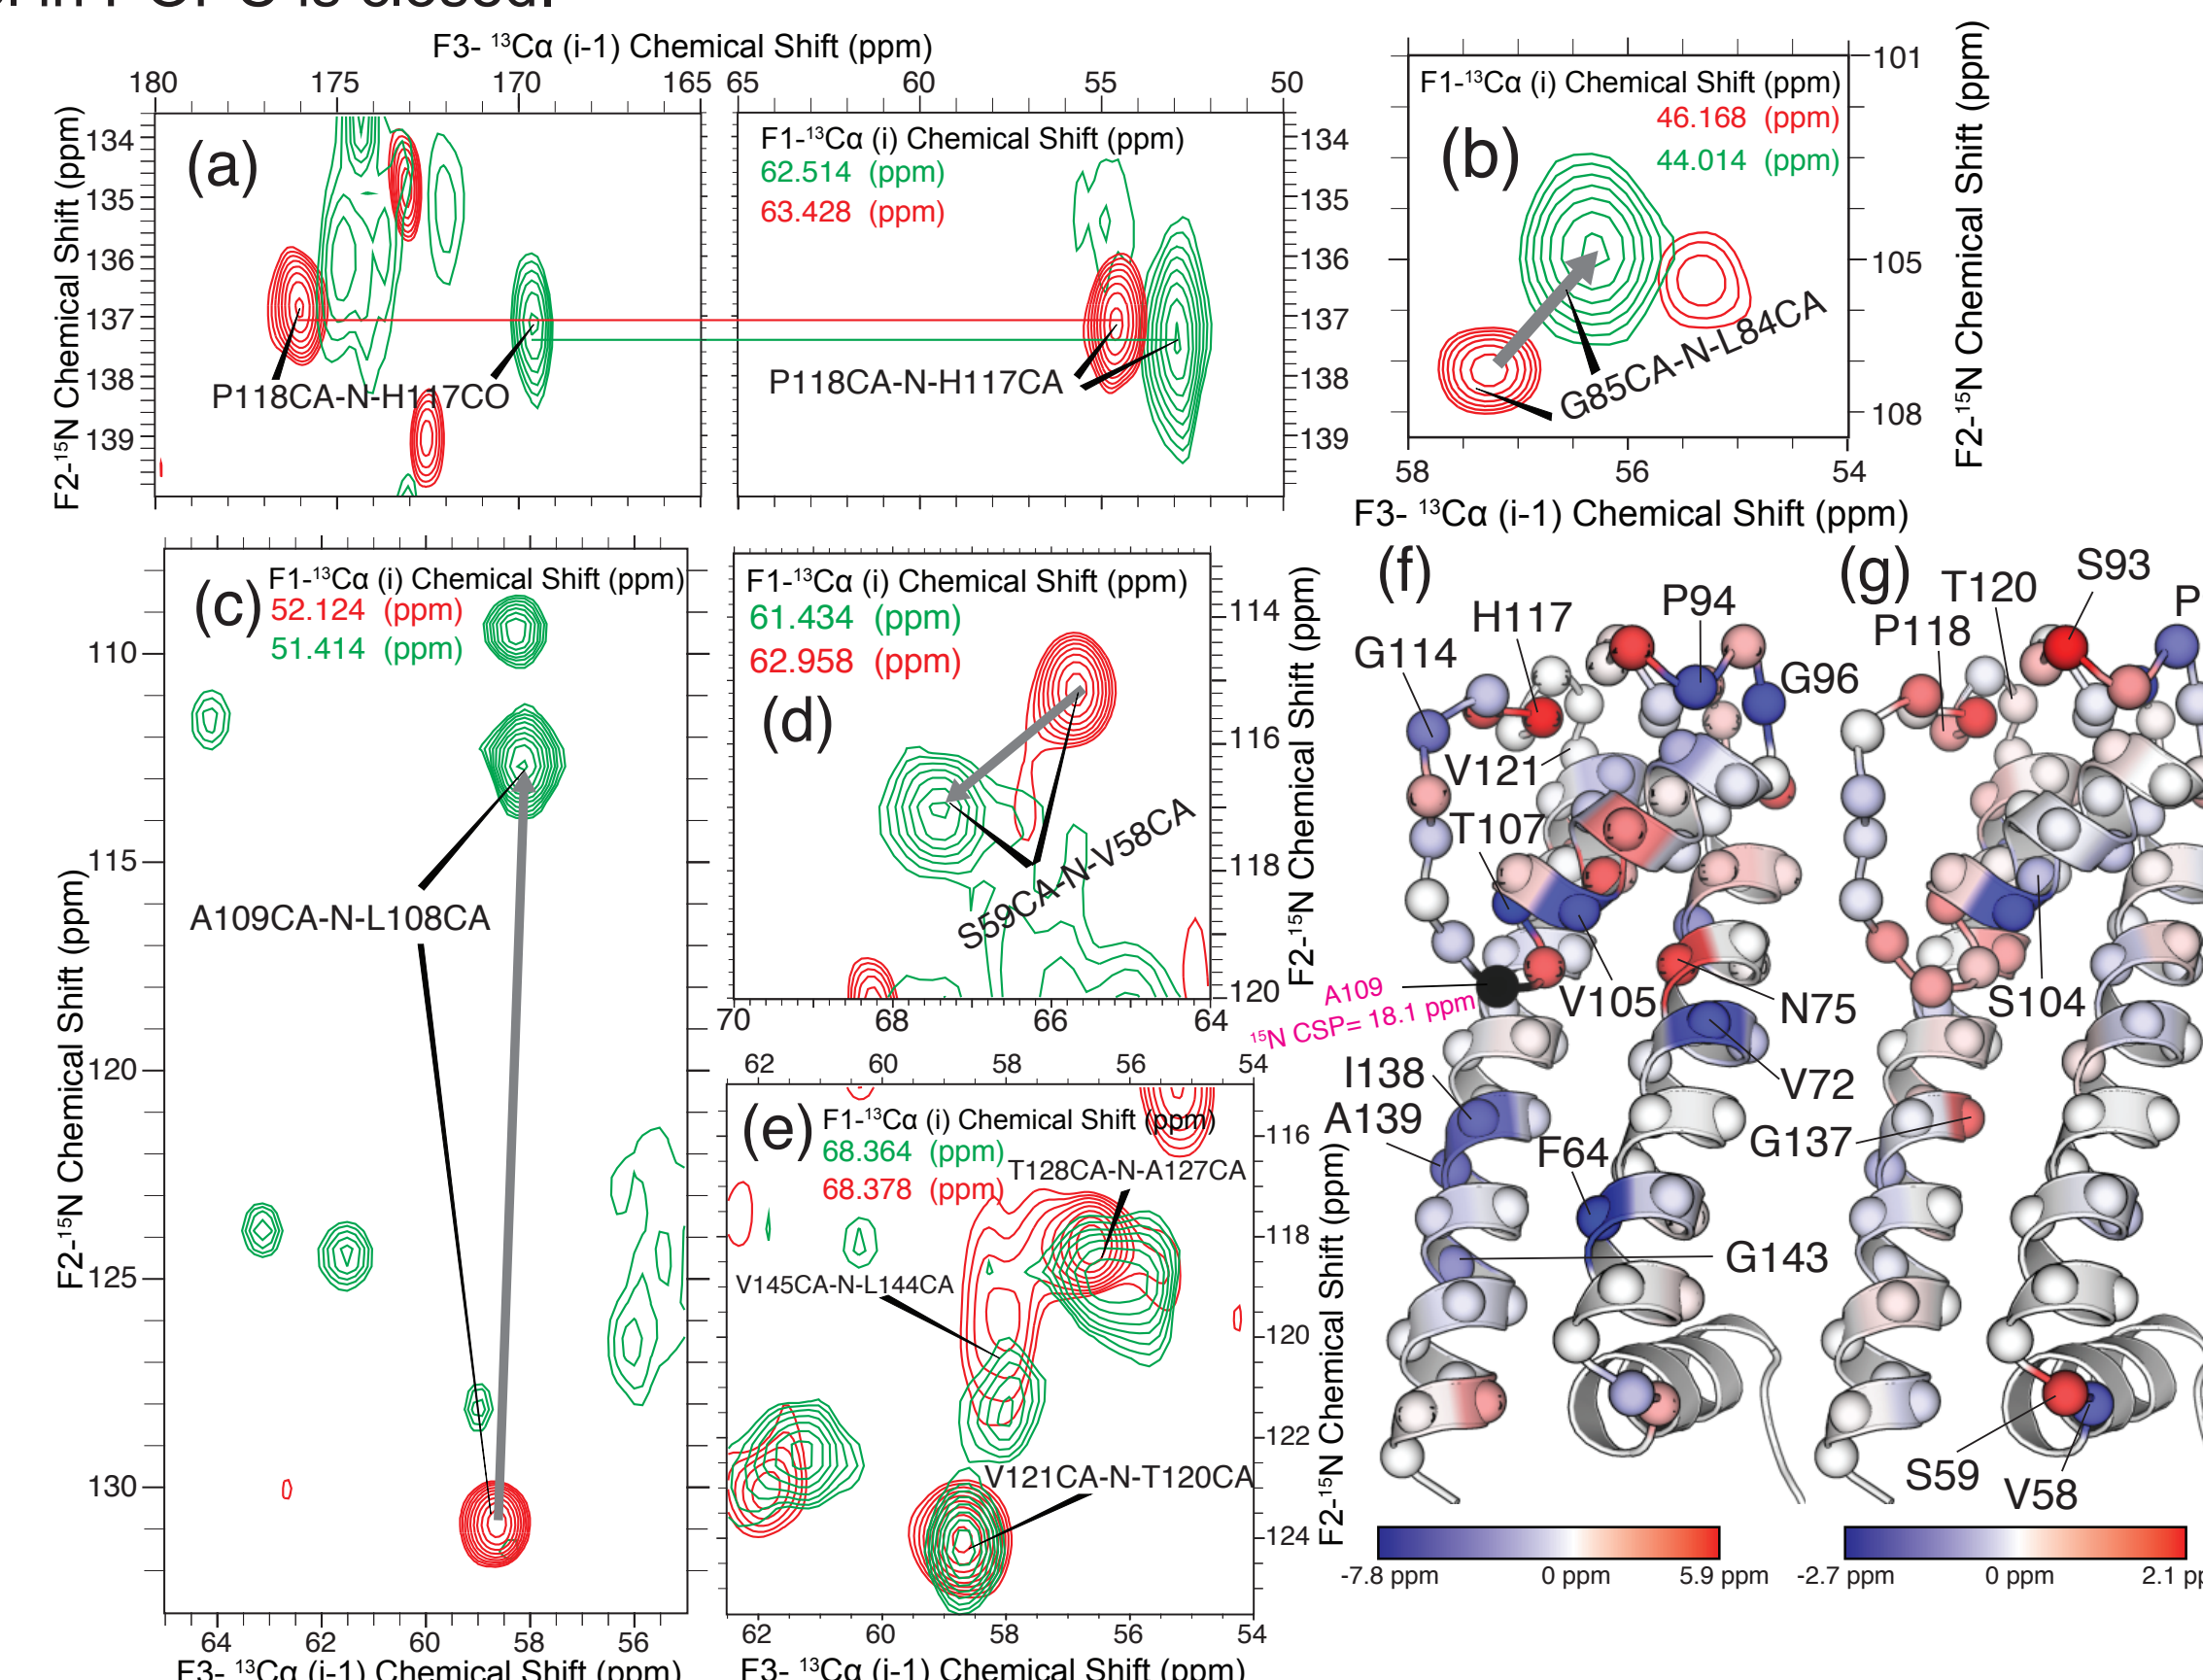 is closed.
F3- ¹³Cα (i-1) Chemical Shift (ppm)
180 175 170 165 65 60 55 50
F2-¹⁵N Chemical Shift (ppm)
134
135
136
137
138
139
(a)
P118CA-N-H117CO
F1-¹³Cα (i) Chemical Shift (ppm)
62.514 (ppm)
63.428 (ppm)
P118CA-N-H117CA
134
135
136
137
138
139
(b)
F1-¹³Cα (i) Chemical Shift (ppm)
46.168 (ppm)
44.014 (ppm)
G85CA-N-L84CA
101
105
108
F2-¹⁵N Chemical Shift (ppm)
58 56 54
F3- ¹³Cα (i-1) Chemical Shift (ppm)
(c)
F1-¹³Cα (i) Chemical Shift (ppm)
52.124 (ppm)
51.414 (ppm)
A109CA-N-L108CA
F2-¹⁵N Chemical Shift (ppm)
110
115
120
125
130
64 62 60 58 56
F3- ¹³Cα (i-1) Chemical Shift (ppm)
F1-¹³Cα (i) Chemical Shift (ppm)
61.434 (ppm)
62.958 (ppm)
(d)
S59CA-N-V58CA
114
116
118
120
F2-¹⁵N Chemical Shift (ppm)
70 68 66 64
62 60 58 56 54
(e)
F1-¹³Cα (i) Chemical Shift (ppm)
68.364 (ppm)
68.378 (ppm)
T128CA-N-A127CA
V145CA-N-L144CA
V121CA-N-T120CA
116
118
120
122
124
F2-¹⁵N Chemical Shift (ppm)
62 60 58 56 54
F3- ¹³Cα (i-1) Chemical Shift (ppm)
(f)
P94
H117
G114
G96
V121
T107
A109
¹⁵N CSP= 18.1 ppm
V105
N75
V72
I138
A139
F64
G143
-7.8 ppm 0 ppm 5.9 ppm
(g)
S93
T120
P118
P
S104
G137
S59
V58
-2.7 ppm 0 ppm 2.1